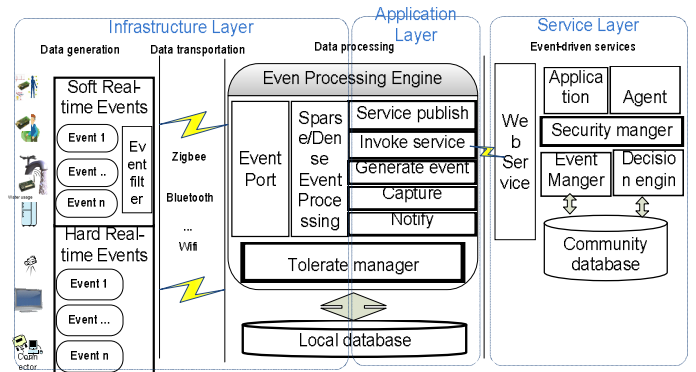 Infrastructure Layer
Application
Layer
Service Layer
Data generation
Data transportation
Data processing
Event-driven services
Soft Real-
time Events
Event 1
Event ..
Event n
Ev
ent
filt
er
Water usage
Hard Real-
time Events
Event 1
Event ...
Event n
Conn
ector
Zigbee
Bluetooth
...
Wifi
Even Processing Engine
Event
Port
Spars
e/Den
se
Event
Proce
ssing
Service publish
Invoke service
Generate event
Capture
Notify
Tolerate manager
Local database
We
b
Ser
vice
Applica
tion
Agent
Security manger
Event
Manger
Decisio
n engin
Community
database